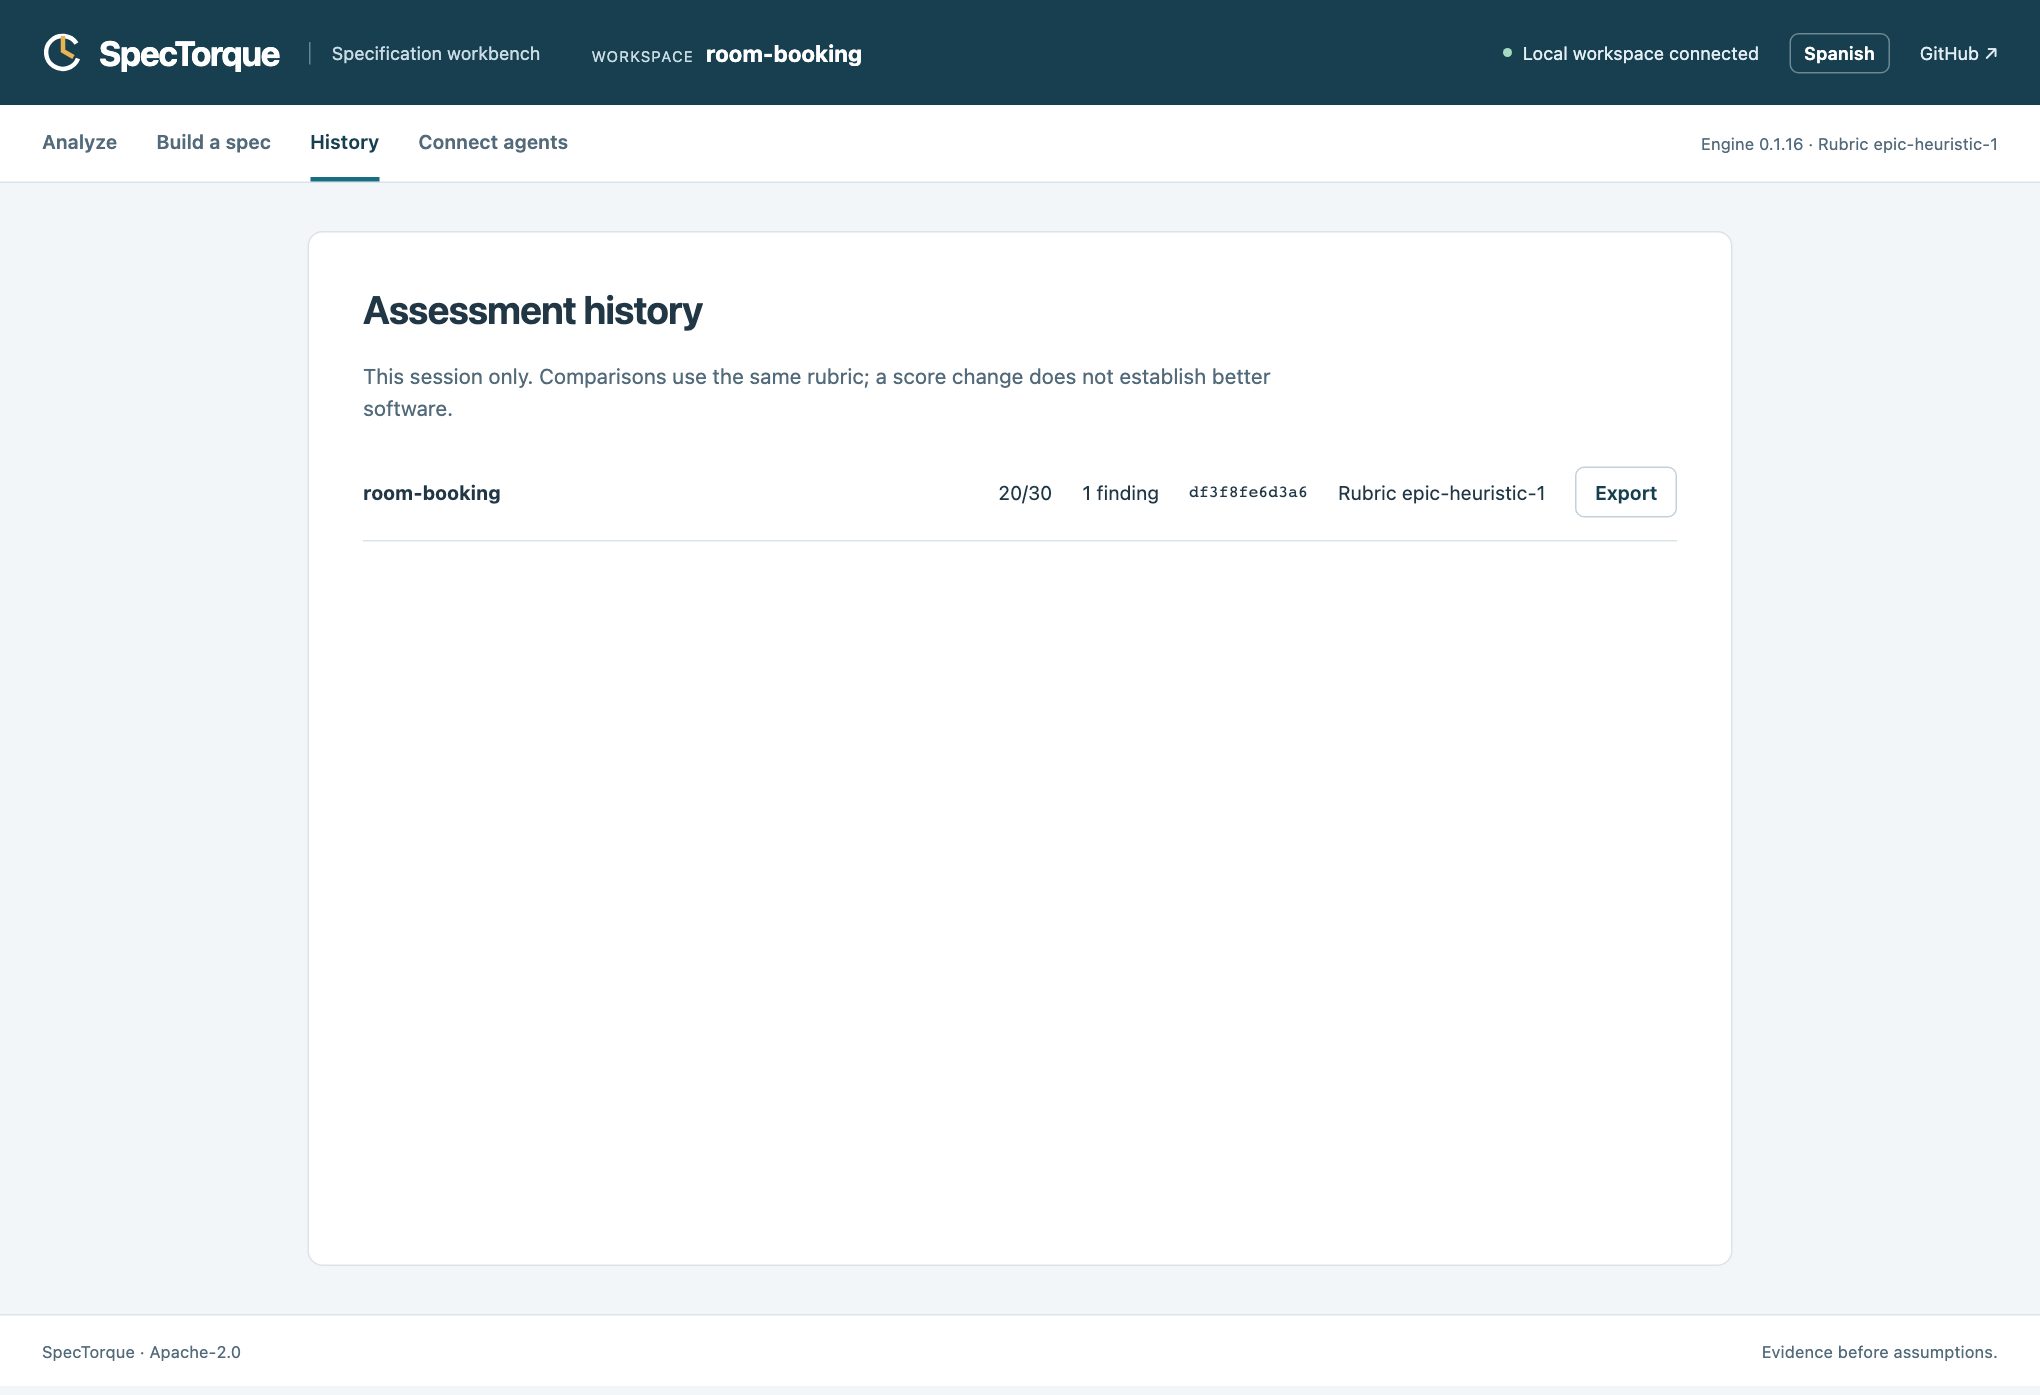 SpecTorque
Specification workbench
WORKSPACE room-booking
Local workspace connected
Spanish
GitHub ↗
Analyze
Build a spec
History
Connect agents
Engine 0.1.16 · Rubric epic-heuristic-1
Assessment history
This session only. Comparisons use the same rubric; a score change does not establish better
software.
room-booking
20/30
1 finding
df3f8fe6d3a6
Rubric epic-heuristic-1
Export
SpecTorque · Apache-2.0
Evidence before assumptions.